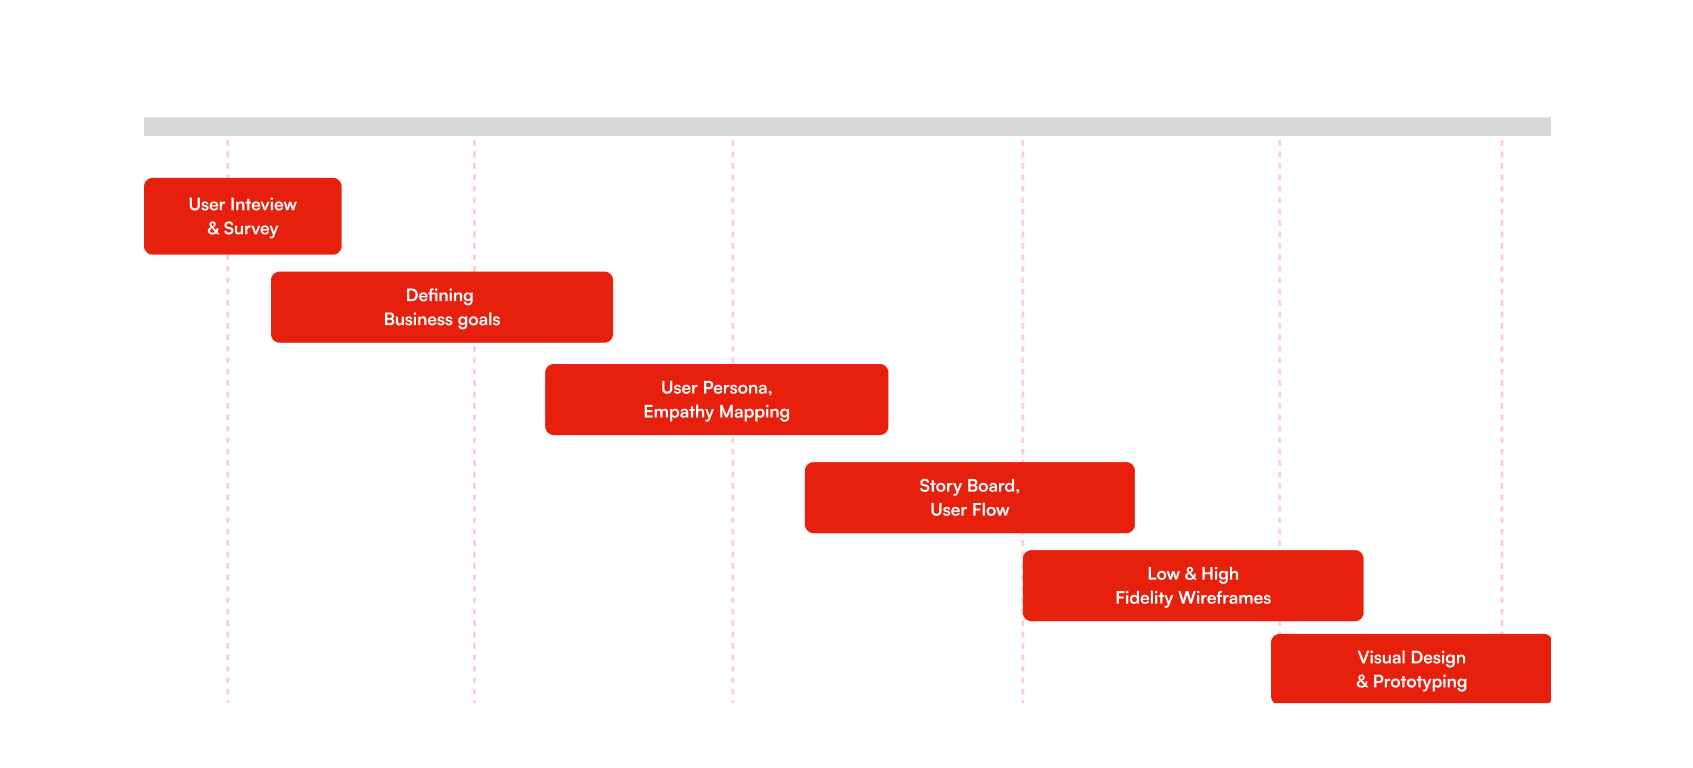 User Inteview
& Survey
Defining
Business goals
User Persona,
Empathy Mapping
Story Board,
User Flow
Low & High
Fidelity Wireframes
Visual Design
& Prototyping